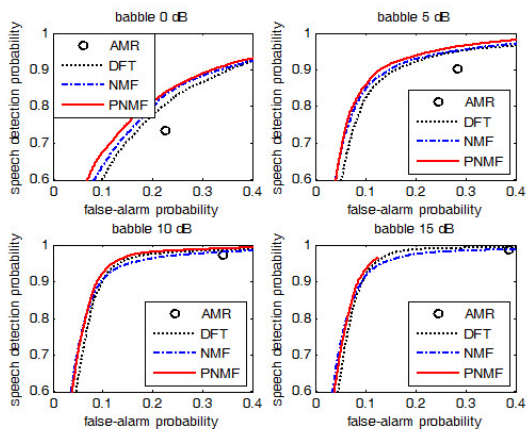 babble 0 dB
speech detection probability
1
0.9
0.8
0.7
0.6
AMR
DFT
NMF
PNMF
0 0.1 0.2 0.3 0.4
false-alarm probability
babble 5 dB
speech detection probability
1
0.9
0.8
0.7
0.6
AMR
DFT
NMF
PNMF
0 0.1 0.2 0.3 0.4
false-alarm probability
babble 10 dB
speech detection probability
1
0.9
0.8
0.7
0.6
AMR
DFT
NMF
PNMF
0 0.1 0.2 0.3 0.4
false-alarm probability
babble 15 dB
speech detection probability
1
0.9
0.8
0.7
0.6
AMR
DFT
NMF
PNMF
0 0.1 0.2 0.3 0.4
false-alarm probability